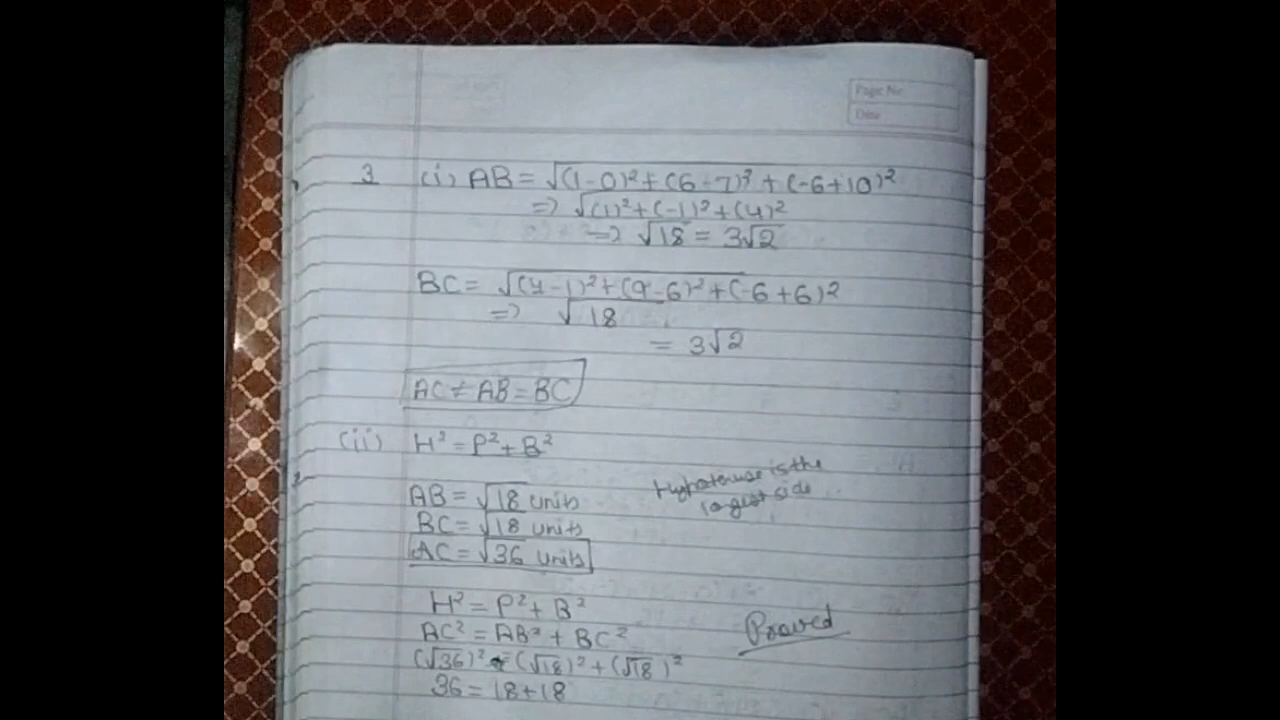 Page No
Date
3 (i) AB = √(1-0)² + (6-7)² + (-6+10)²
=> √(1)² + (-1)² + (4)²
=> √18 = 3√2
BC = √(4-1)² + (9-6)² + (-6+6)²
=> √18
= 3√2
AC ≠ AB = BC
(ii) H² = P² + B²
Hypotenuse is the
longest side
AB = √18 units
BC = √18 units
AC = √36 units
H² = P² + B²
AC² = AB² + BC²
Proved
(√36)² = (√18)² + (√18)²
36 = 18 + 18